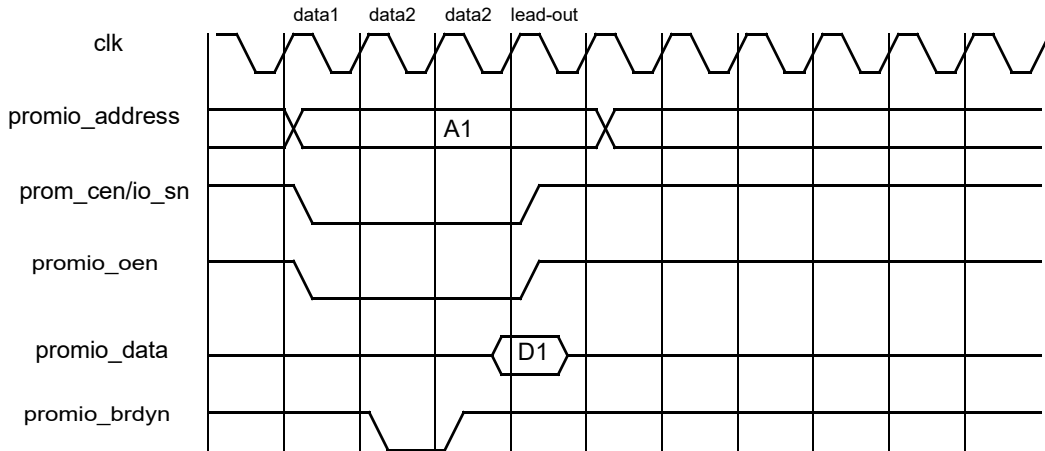 data1 data2 data2 lead-out
clk
promio_address
A1
prom_cen/io_sn
promio_oen
promio_data
D1
promio_brdyn